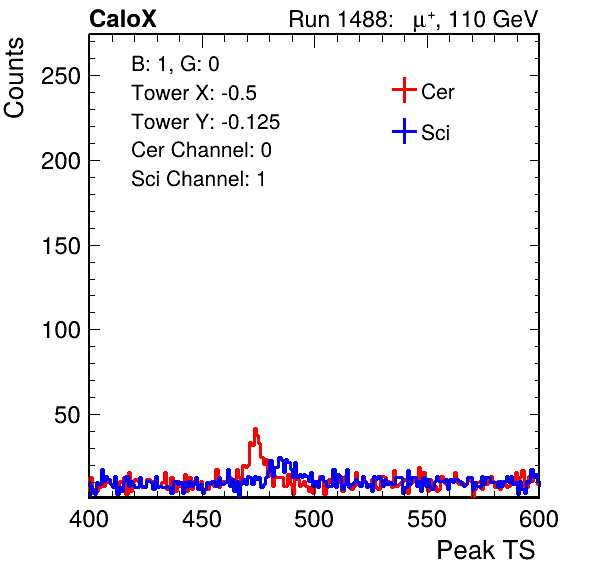 CaloX Run 1488: μ⁺, 110 GeV
Counts
B: 1, G: 0
Tower X: -0.5
Tower Y: -0.125
Cer Channel: 0
Sci Channel: 1
Cer
Sci
250
200
150
100
50
400 450 500 550 600
Peak TS